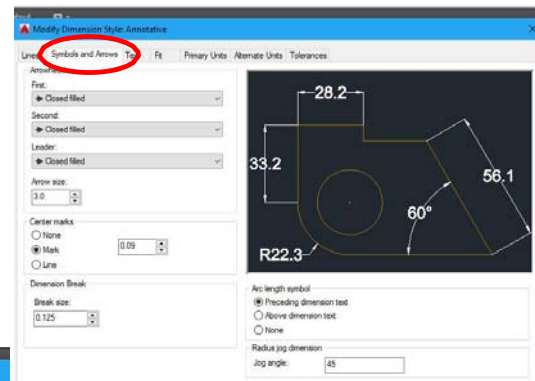 Modify Dimension Style: Annotative
Lines Symbols and Arrows Fit Primary Units Alternate Units Tolerances
First:
Closed filled
Second:
Closed filled
Leader:
Closed filled
Arrow size:
3.0
Center marks
None
Mark
0.09
Line
Dimension Break
Break size:
0.125
28.2
33.2
56.1
60°
R22.3
Arc length symbol
Preceding dimension text
Above dimension text
None
Radius jog dimension
Jog angle:
45